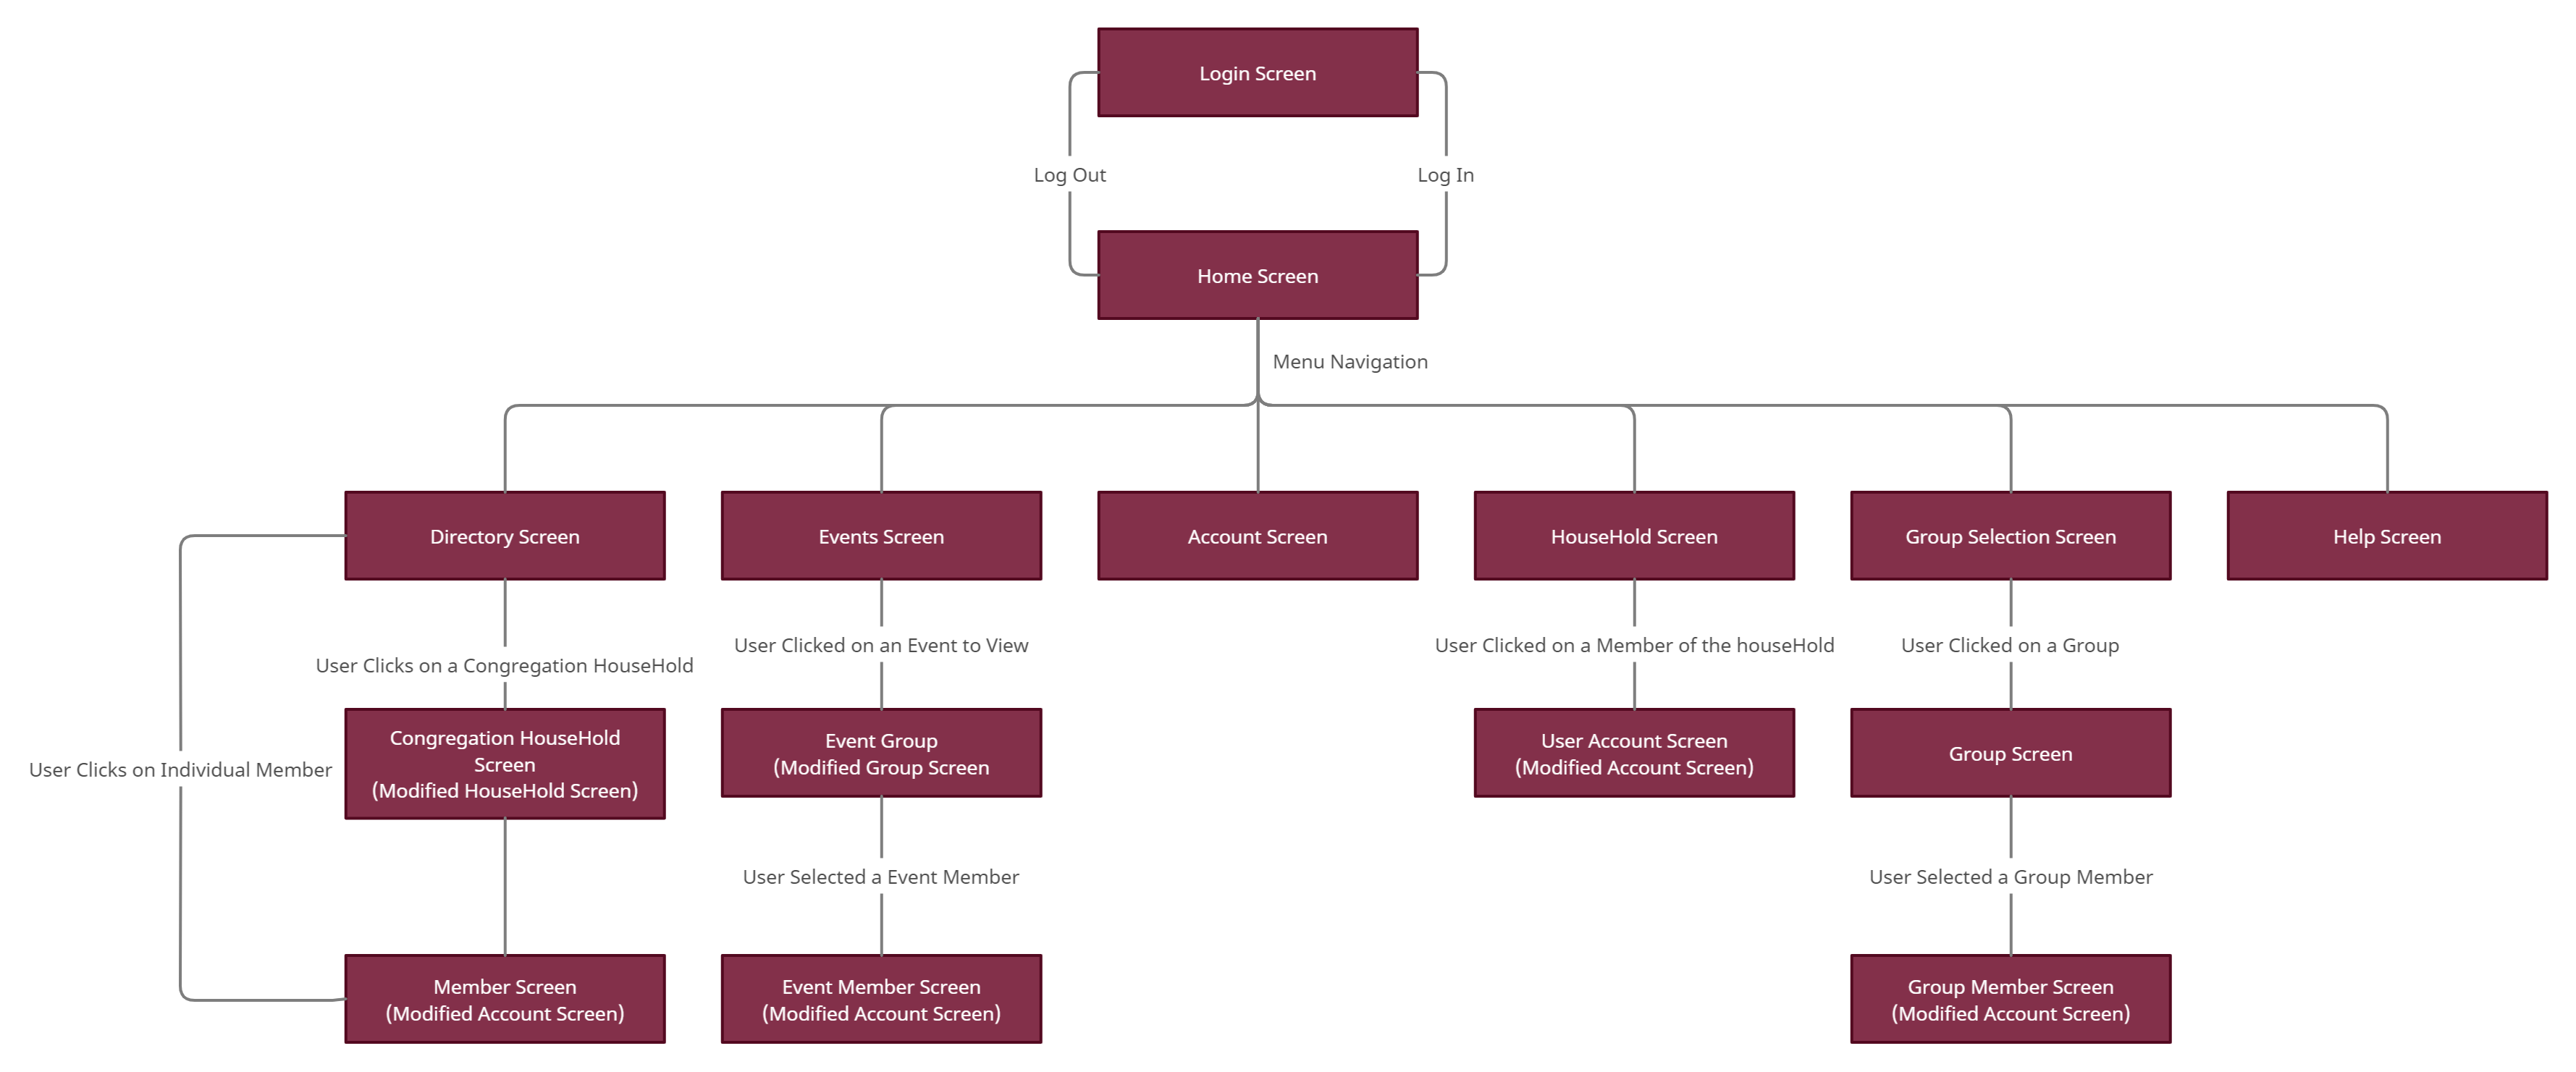 Login Screen
Log Out
Log In
Home Screen
Menu Navigation
Directory Screen
Events Screen
Account Screen
HouseHold Screen
Group Selection Screen
Help Screen
User Clicks on a Congregation HouseHold
User Clicked on an Event to View
User Clicked on a Member of the houseHold
User Clicked on a Group
User Clicks on Individual Member
Congregation HouseHold
Screen
(Modified HouseHold Screen)
Event Group
(Modified Group Screen
User Account Screen
(Modified Account Screen)
Group Screen
User Selected a Event Member
User Selected a Group Member
Member Screen
(Modified Account Screen)
Event Member Screen
(Modified Account Screen)
Group Member Screen
(Modified Account Screen)